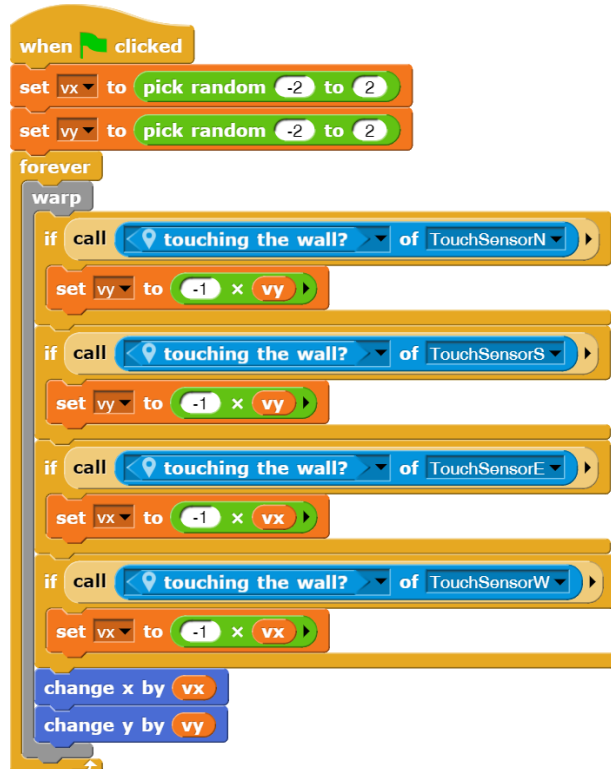 when clicked
set vx to pick random -2 to 2
set vy to pick random -2 to 2
forever
warp
if call touching the wall? of TouchSensorN
set vy to -1 × vy
if call touching the wall? of TouchSensorS
set vy to -1 × vy
if call touching the wall? of TouchSensorE
set vx to -1 × vx
if call touching the wall? of TouchSensorW
set vx to -1 × vx
change x by vx
change y by vy